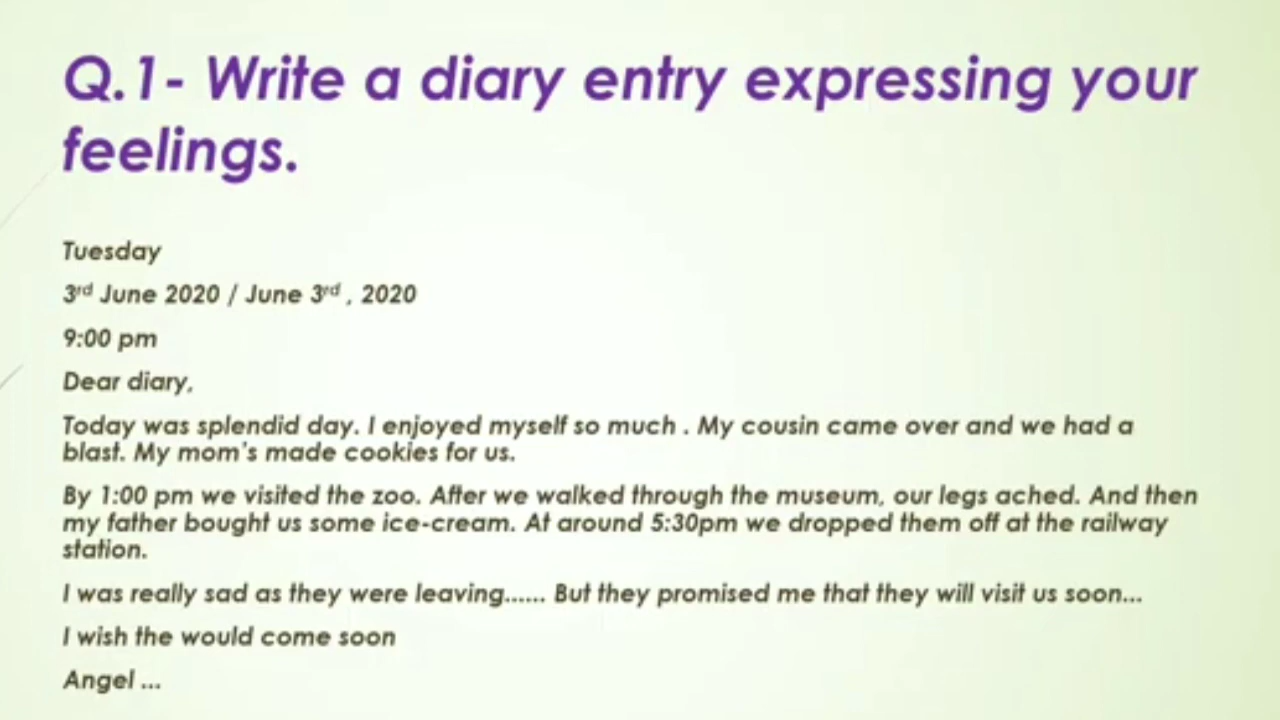 Q.1- Write a diary entry expressing your
feelings.
Tuesday
3rd June 2020 / June 3rd , 2020
9:00 pm
Dear diary,
Today was splendid day. I enjoyed myself so much . My cousin came over and we had a
blast. My mom's made cookies for us.
By 1:00 pm we visited the zoo. After we walked through the museum, our legs ached. And then
my father bought us some ice-cream. At around 5:30pm we dropped them off at the railway
station.
I was really sad as they were leaving...... But they promised me that they will visit us soon...
I wish the would come soon
Angel ...